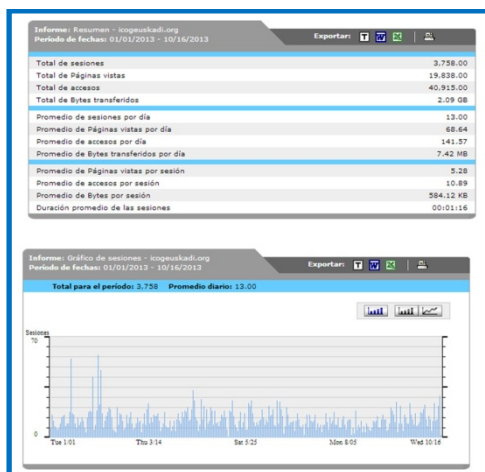 Informe: Resumen - icogeuskadi.org
Período de fechas: 01/01/2013 - 10/16/2013
Exportar: T W X
Total de sesiones 3,758.00
Total de Páginas vistas 19,838.00
Total de accesos 40,915.00
Total de Bytes transferidos 2.09 GB
Promedio de sesiones por día 13.00
Promedio de Páginas vistas por día 68.64
Promedio de accesos por día 141.57
Promedio de Bytes transferidos por día 7.42 MB
Promedio de Páginas vistas por sesión 5.28
Promedio de accesos por sesión 10.89
Promedio de Bytes por sesión 584.12 KB
Duración promedio de las sesiones 00:01:16
Informe: Gráfico de sesiones - icogeuskadi.org
Período de fechas: 01/01/2013 - 10/16/2013
Exportar: T W X
Total para el período: 3,758 Promedio diario: 13.00
Sesiones
70
0
Tue 1/01 Thu 3/14 Sat 5/25 Mon 8/05 Wed 10/16